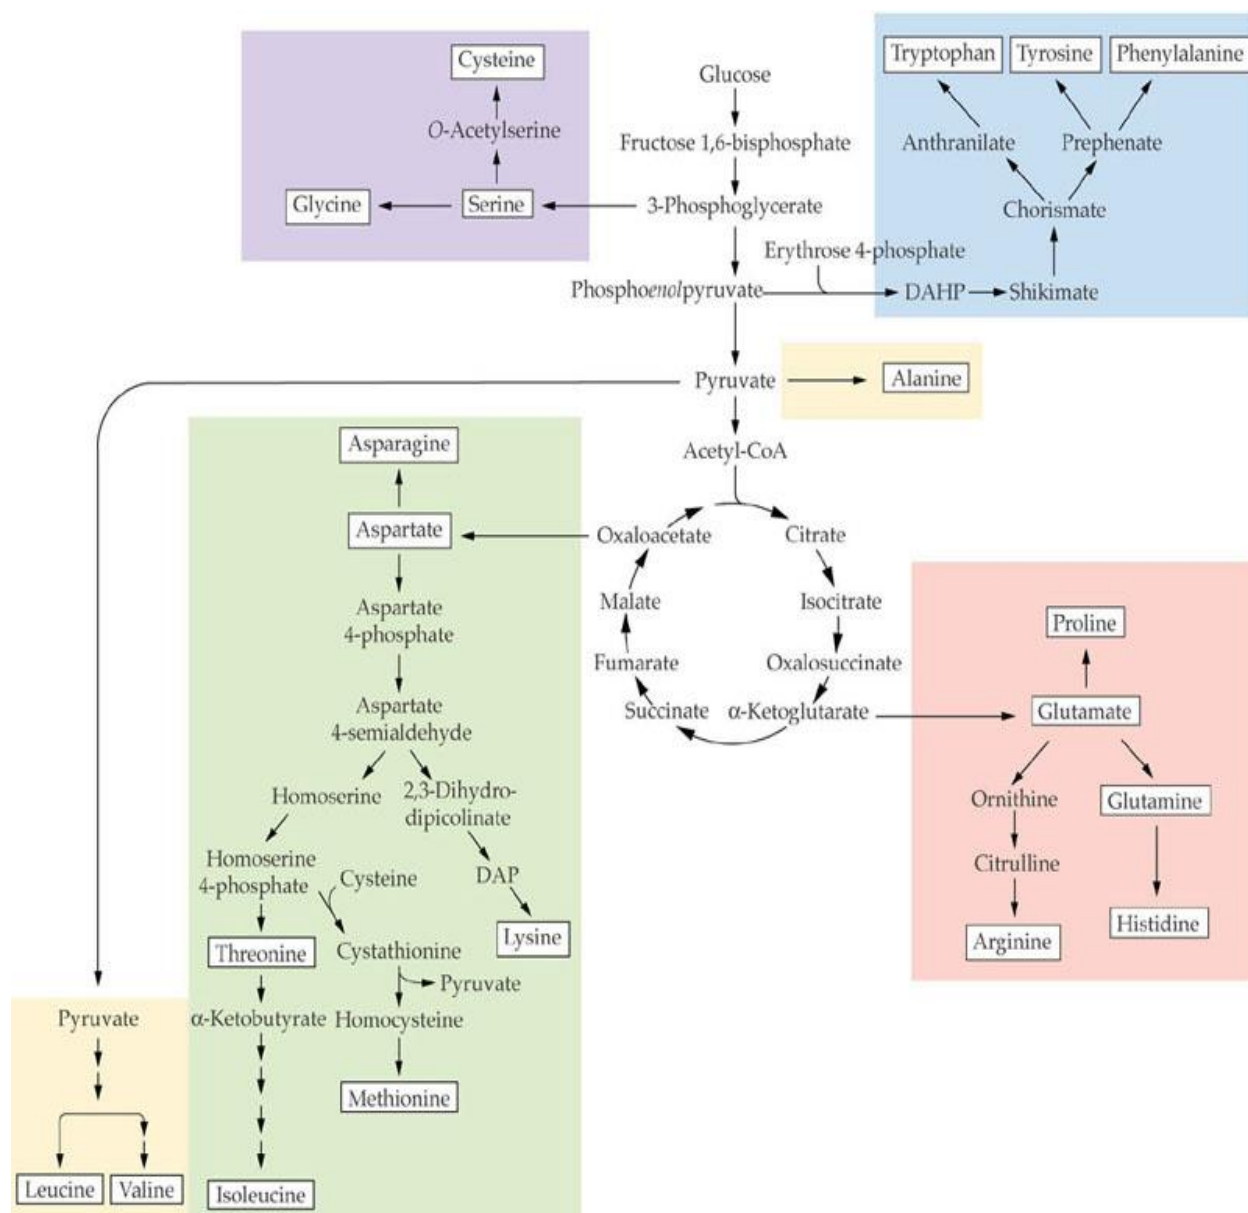 Cysteine
O-Acetylserine
Glycine
Serine
Glucose
Fructose 1,6-bisphosphate
3-Phosphoglycerate
Phosphoenolpyruvate
Erythrose 4-phosphate
Tryptophan
Tyrosine
Phenylalanine
Anthranilate
Prephenate
Chorismate
DAHP
Shikimate
Pyruvate
Alanine
Acetyl-CoA
Oxaloacetate
Citrate
Malate
Isocitrate
Fumarate
Oxalosuccinate
Succinate
α-Ketoglutarate
Asparagine
Aspartate
Aspartate
4-phosphate
Aspartate
4-semialdehyde
Homoserine
2,3-Dihydro-
dipicolinate
Homoserine
4-phosphate
Cysteine
DAP
Threonine
Cystathionine
Lysine
Pyruvate
α-Ketobutyrate
Homocysteine
Methionine
Isoleucine
Proline
Glutamate
Ornithine
Glutamine
Citrulline
Arginine
Histidine
Pyruvate
Leucine
Valine